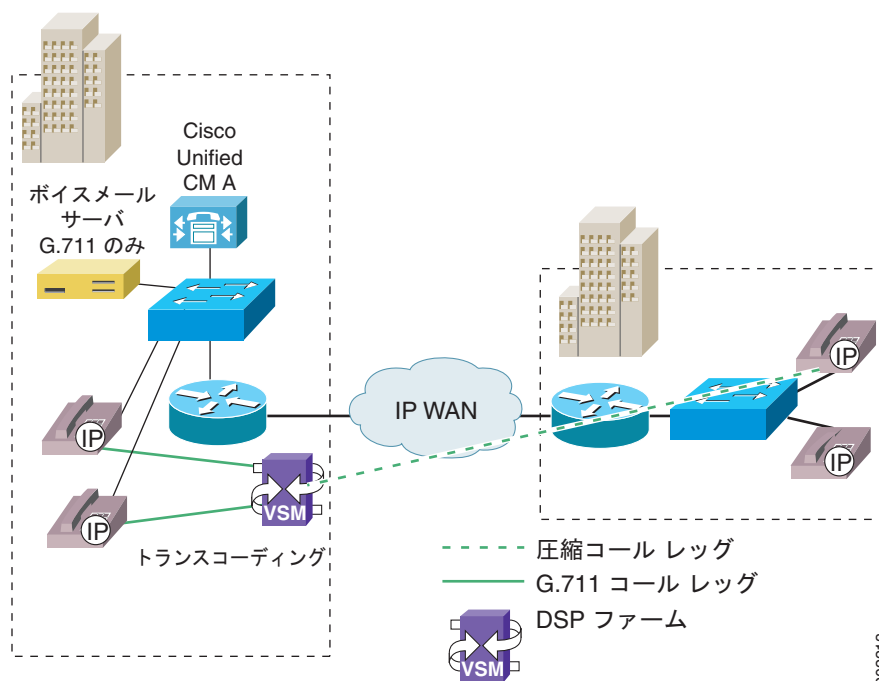 Cisco
Unified
CM A
ボイスメール
サーバ
G.711 のみ
IP
IP WAN
IP
IP
IP
VSM
トランスコーディング
圧縮コール レッグ
G.711 コール レッグ
DSP ファーム
VSM